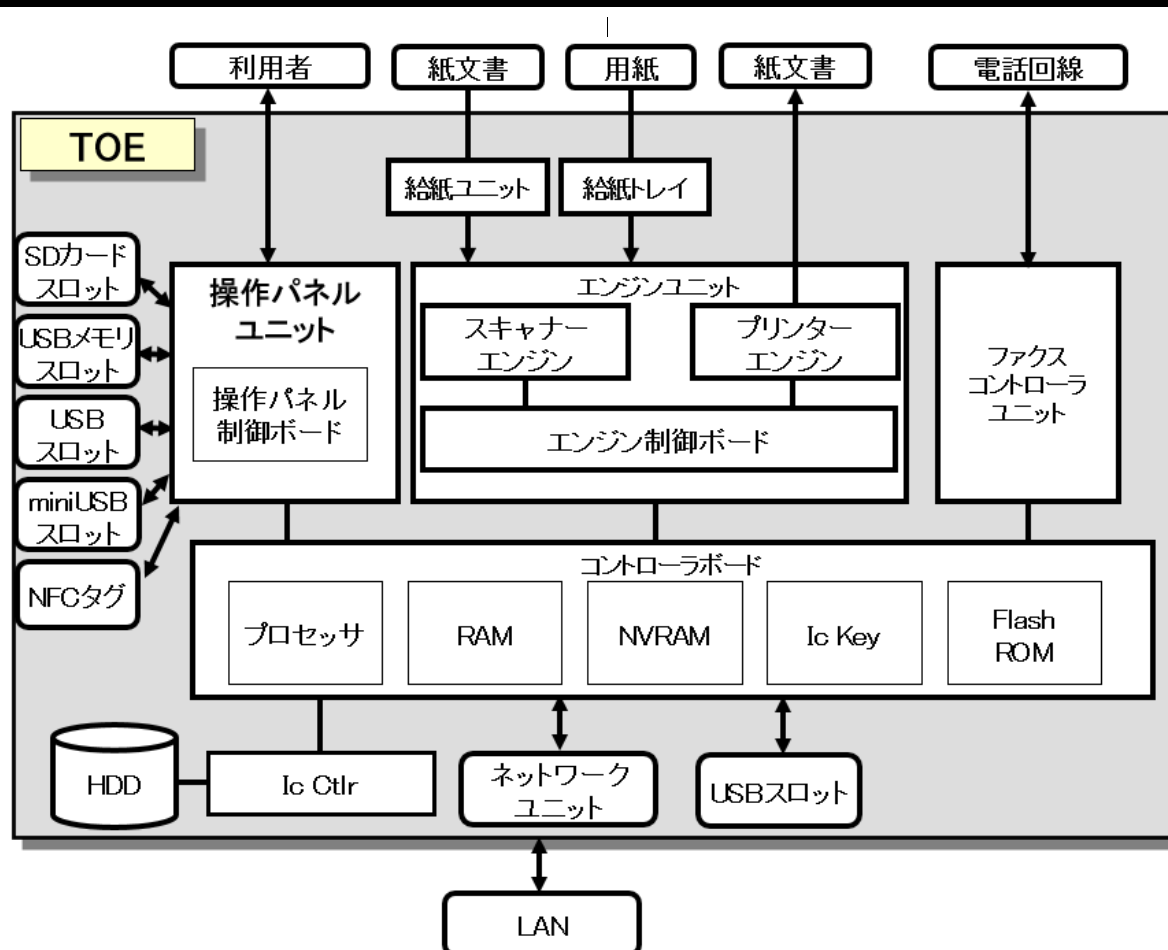 利用者
紙文書
用紙
紙文書
電話回線
TOE
給紙ユニット
給紙トレイ
SDカード
スロット
USBメモリ
スロット
USB
スロット
miniUSB
スロット
NFCタグ
操作パネル
ユニット
操作パネル
制御ボード
エンジンユニット
スキャナー
エンジン
プリンター
エンジン
エンジン制御ボード
ファクス
コントローラ
ユニット
コントローラボード
プロセッサ
RAM
NVRAM
Ic Key
Flash
ROM
HDD
Ic Ctlr
ネットワーク
ユニット
USBスロット
LAN